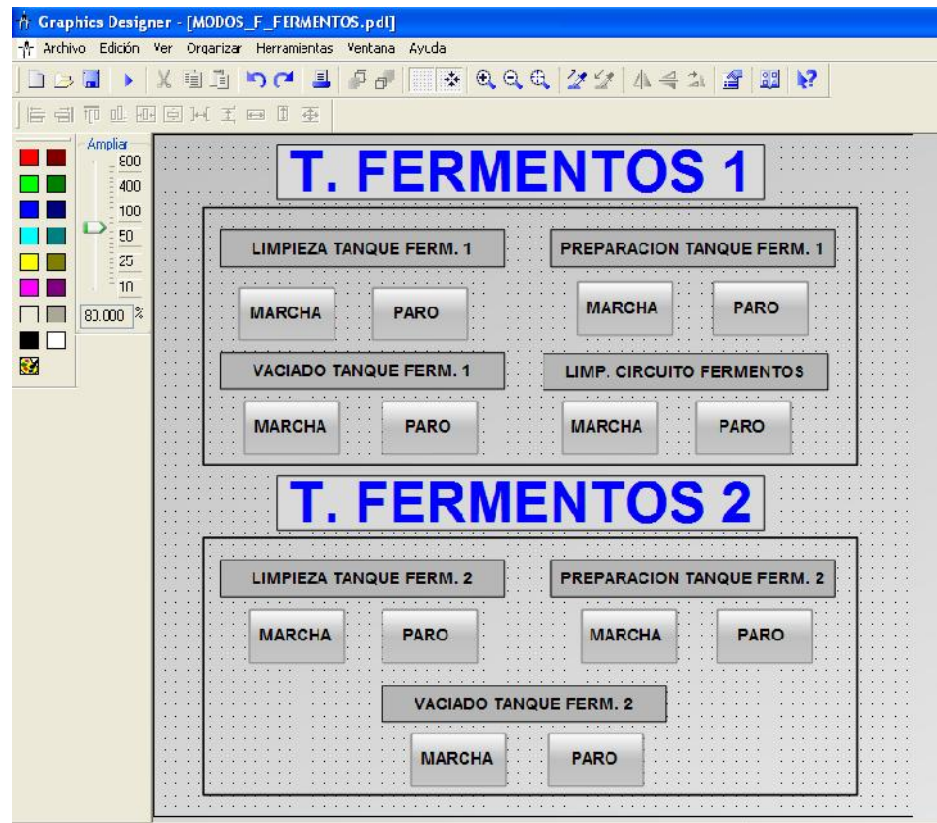 Graphics Designer - [MODOS_F_FERMENTOS.pdl]
Archivo Edición Ver Organizar Herramientas Ventana Ayuda
Ampliar
800
400
100
50
25
10
80.000 %
T. FERMENTOS 1
LIMPIEZA TANQUE FERM. 1 PREPARACION TANQUE FERM. 1
MARCHA PARO MARCHA PARO
VACIADO TANQUE FERM. 1 LIMP. CIRCUITO FERMENTOS
MARCHA PARO MARCHA PARO
T. FERMENTOS 2
LIMPIEZA TANQUE FERM. 2 PREPARACION TANQUE FERM. 2
MARCHA PARO MARCHA PARO
VACIADO TANQUE FERM. 2
MARCHA PARO